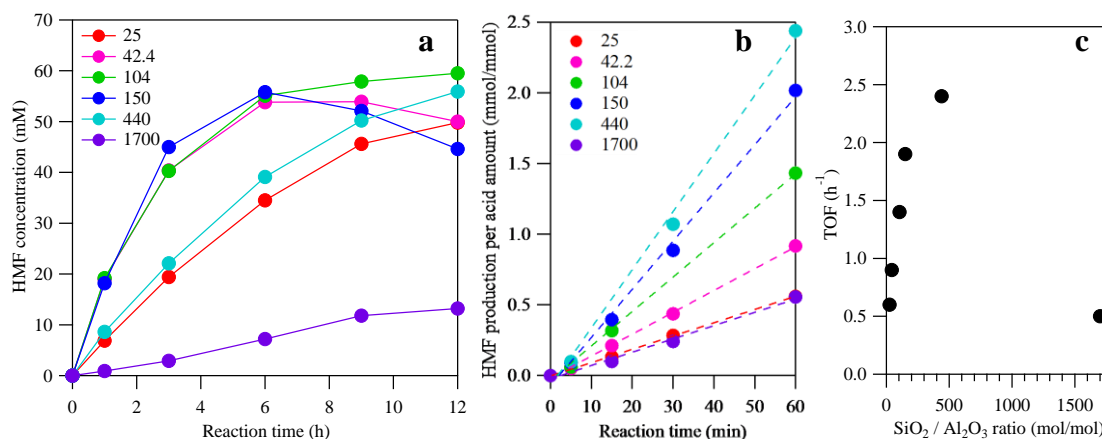 a
HMF concentration (mM)
70
60
50
40
30
20
10
0
25
42.4
104
150
440
1700
0 2 4 6 8 10 12
Reaction time (h)
b
HMF production per acid amount (mmol/mmol)
2.5
2.0
1.5
1.0
0.5
0.0
25
42.2
104
150
440
1700
0 10 20 30 40 50 60
Reaction time (min)
c
TOF (h⁻¹)
3.0
2.5
2.0
1.5
1.0
0.5
0.0
0 500 1000 1500
SiO₂ / Al₂O₃ ratio (mol/mol)